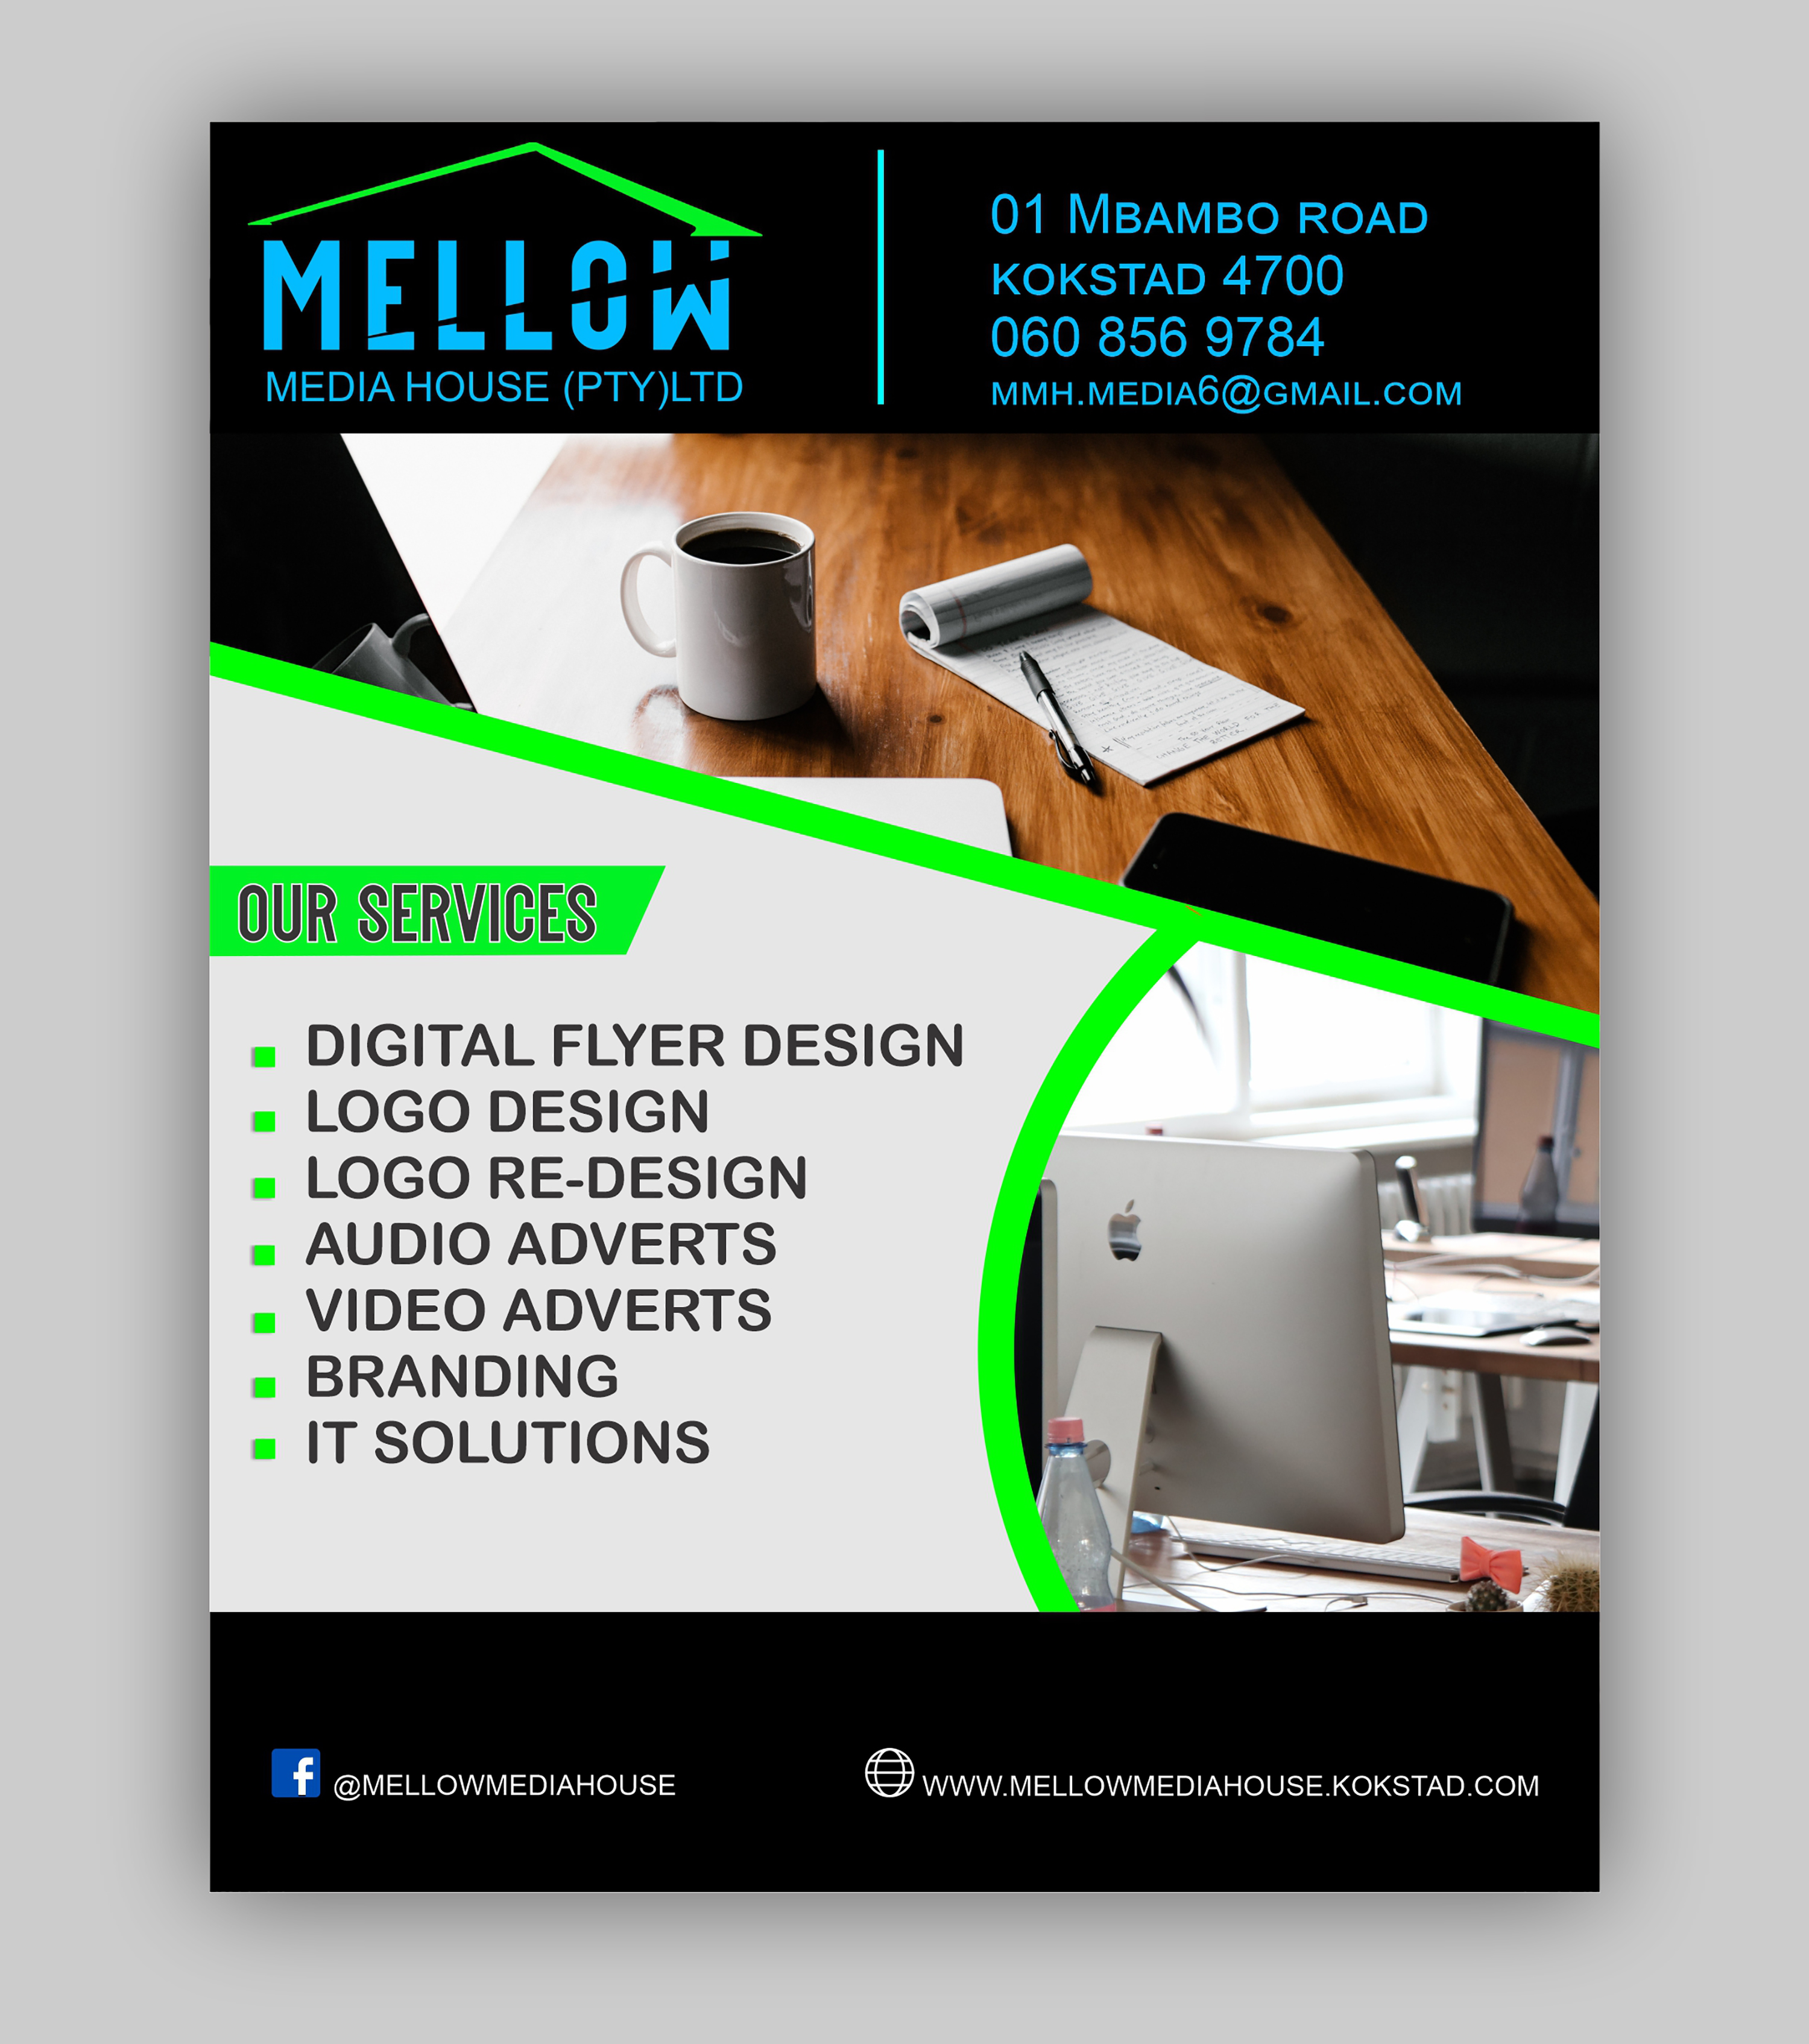 MELLOW
MEDIA HOUSE (PTY)LTD
01 MBAMBO ROAD
KOKSTAD 4700
060 856 9784
MMH.MEDIA6@GMAIL.COM
OUR SERVICES
DIGITAL FLYER DESIGN
LOGO DESIGN
LOGO RE-DESIGN
AUDIO ADVERTS
VIDEO ADVERTS
BRANDING
IT SOLUTIONS
@MELLOWMEDIAHOUSE
WWW.MELLOWMEDIAHOUSE.KOKSTAD.COM